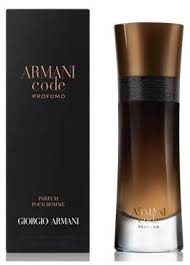 ARMANI
code
PROFUMO
PARFUM
POUR HOMME
GIORGIO ARMANI
ARMANI
code
PROFUMO